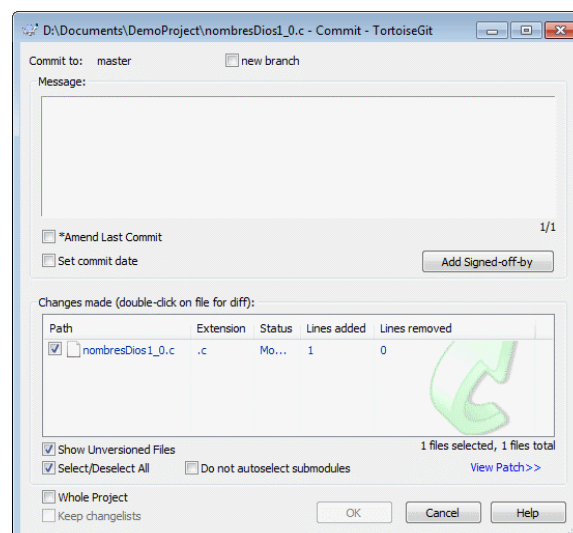 D:\Documents\DemoProject\nombresDios1_0.c - Commit - TortoiseGit
Commit to: master new branch
Message:
1/1
*Amend Last Commit
Set commit date Add Signed-off-by
Changes made (double-click on file for diff):
Path Extension Status Lines added Lines removed
nombresDios1_0.c .c Mo... 1 0
Show Unversioned Files 1 files selected, 1 files total
Select/Deselect All Do not autoselect submodules View Patch>>
Whole Project
Keep changelists OK Cancel Help